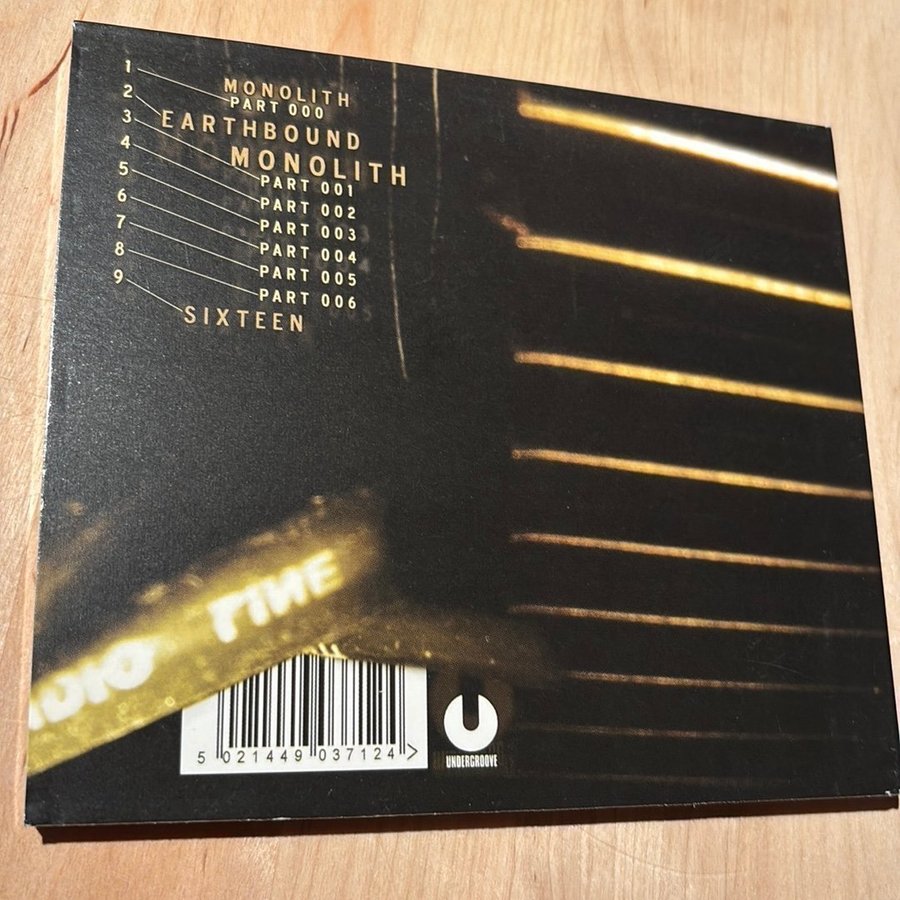 1
MONOLITH
PART 000
2
EARTHBOUND
3
MONOLITH
PART 001
4
PART 002
5
PART 003
6
PART 004
7
PART 005
8
PART 006
9
SIXTEEN
UNDERGROOVE
5 021449 037124 >